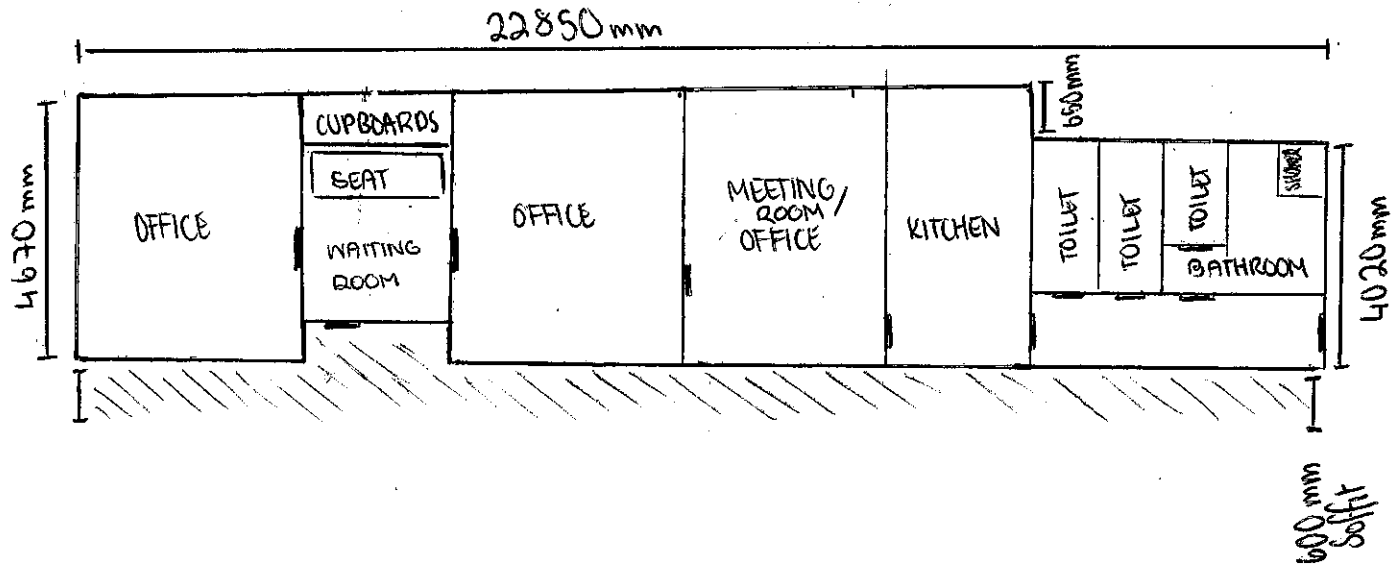 22850mm
650mm
4670mm
OFFICE
CUPBOARDS
SEAT
WAITING
ROOM
OFFICE
MEETING/
ROOM/
OFFICE
KITCHEN
TOILET
TOILET
TOILET
SHOWER
BATHROOM
4020mm
600mm
Soffit